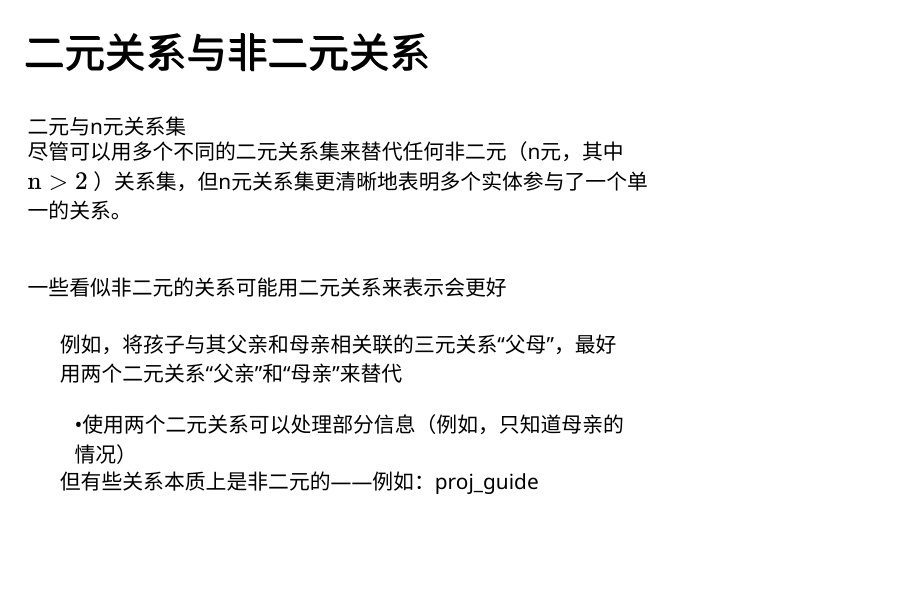 二元关系与非二元关系
二元与n元关系集
尽管可以用多个不同的二元关系集来替代任何非二元（n元，其中
n > 2 ）关系集，但n元关系集更清晰地表明多个实体参与了一个单
一的关系。
一些看似非二元的关系可能用二元关系来表示会更好
例如，将孩子与其父亲和母亲相关联的三元关系“父母”，最好
用两个二元关系“父亲”和“母亲”来替代
•使用两个二元关系可以处理部分信息（例如，只知道母亲的
情况）
但有些关系本质上是非二元的——例如：proj_guide